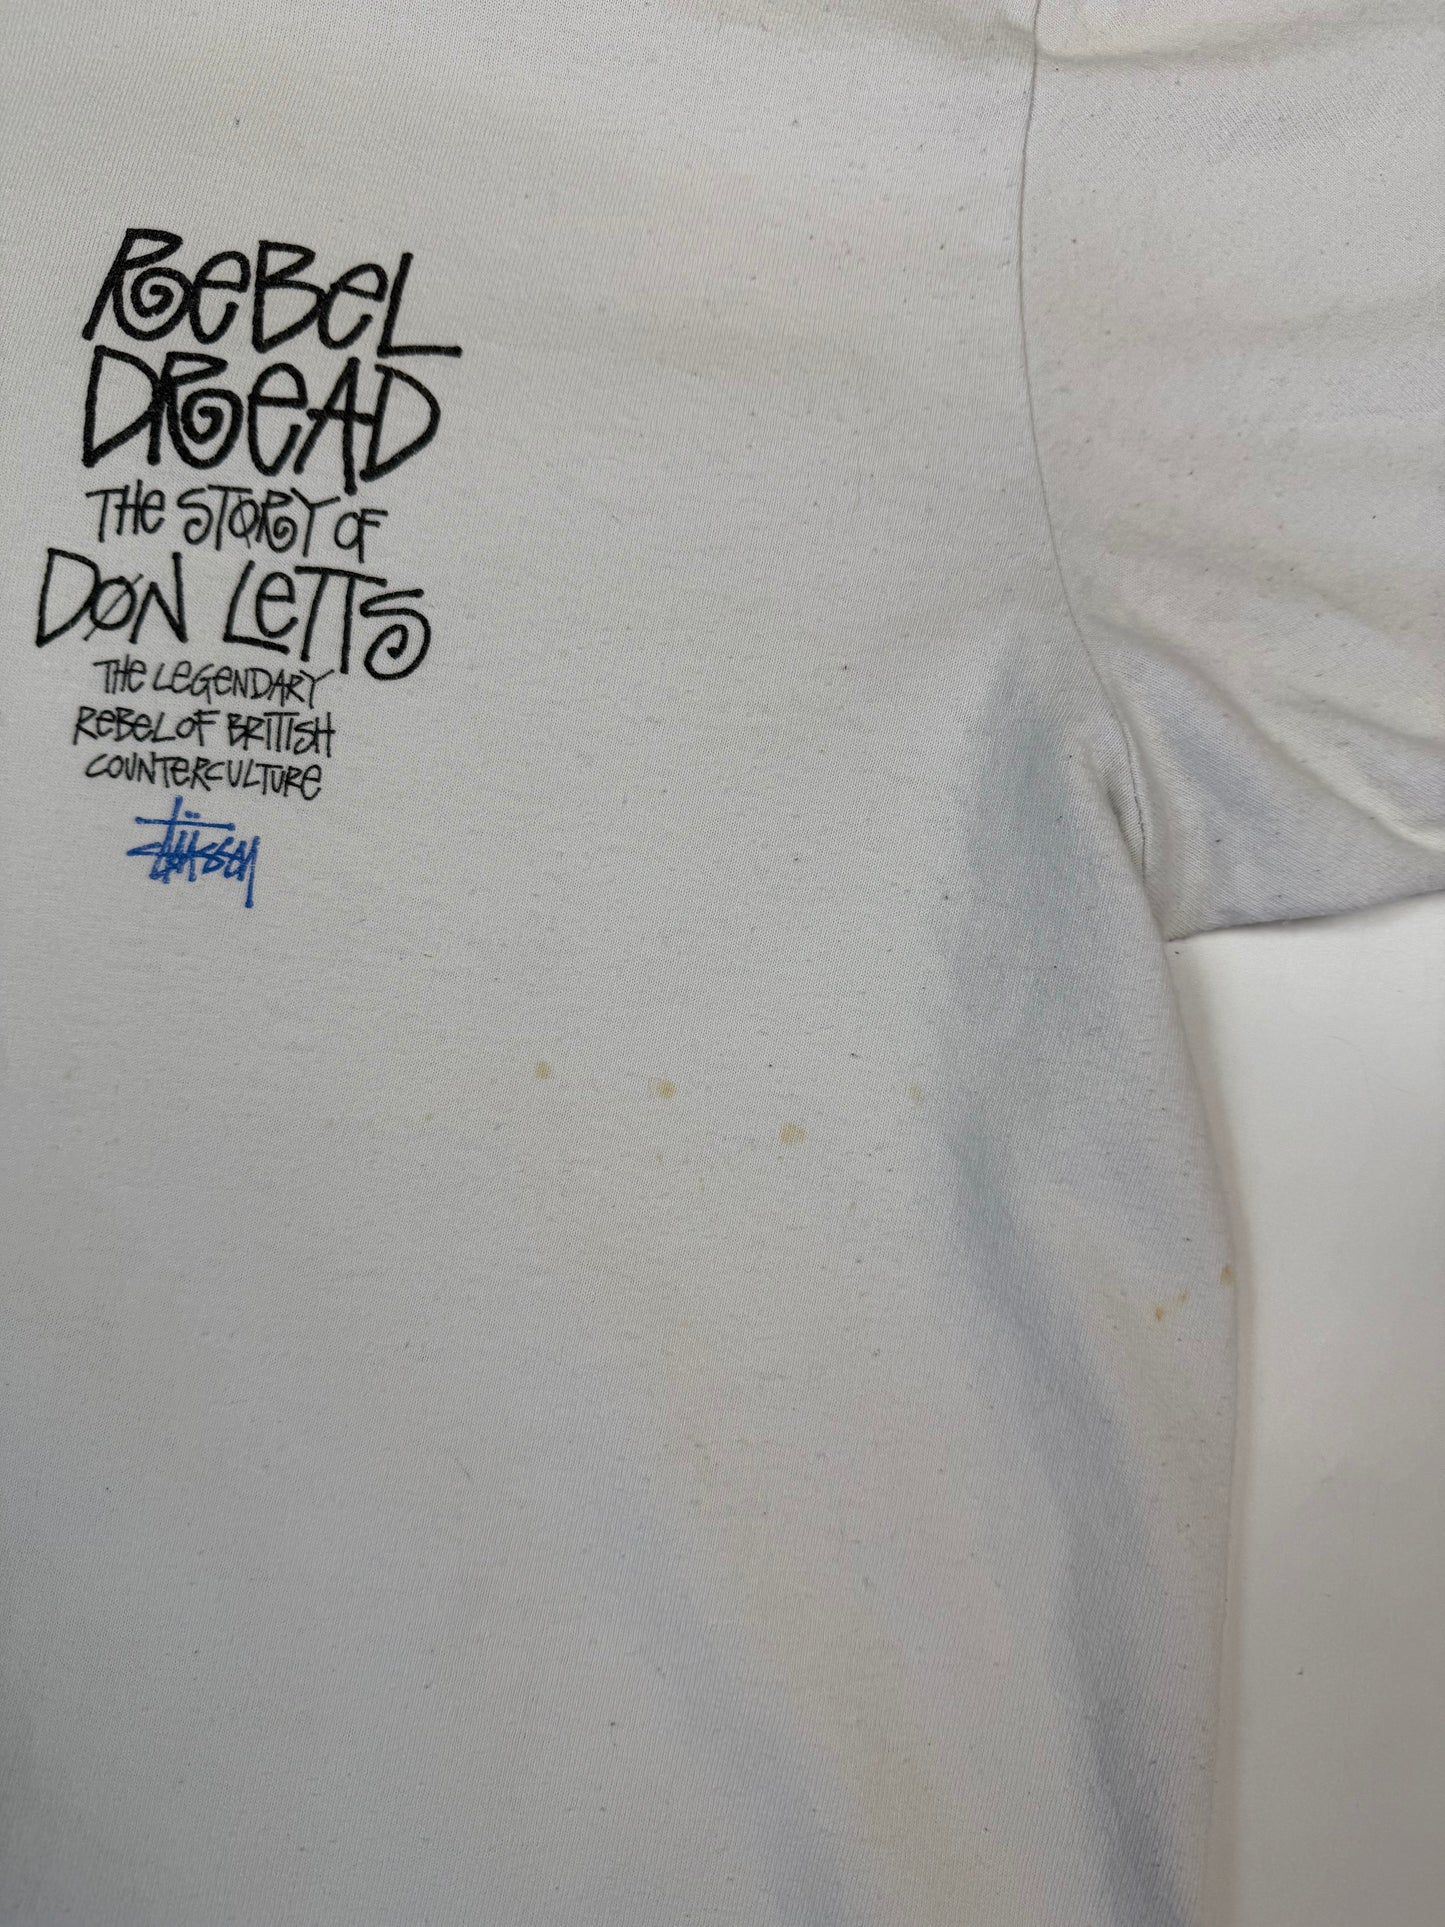 REBEL
DREAD
THE STORY OF
DON LETTS
THE LEGENDARY
REBEL OF BRITISH
COUNTERCULTURE
Stüssy